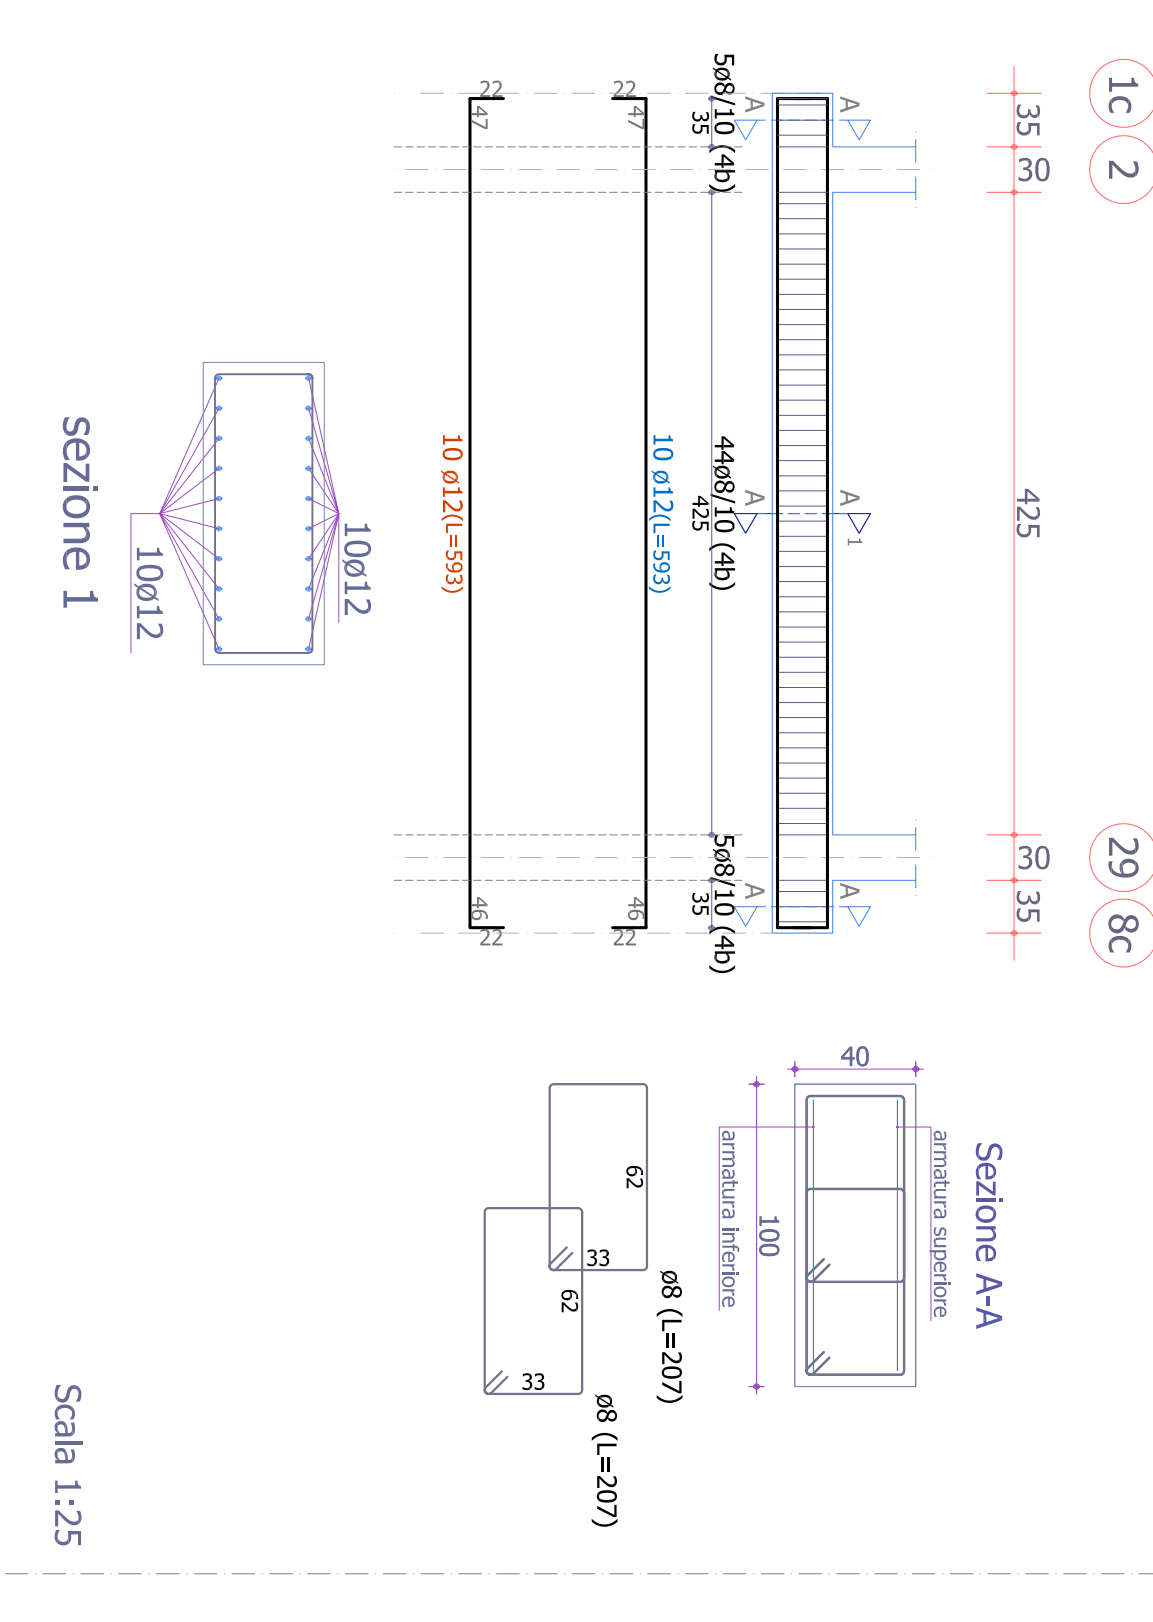 1c
2
29
8c
35
30
425
30
35
A
A
A
A
1
A
A
5ø8/10 (4b)
35
44ø8/10 (4b)
425
5ø8/10 (4b)
35
22
47
10 ø12(L=593)
46
22
22
47
10 ø12(L=593)
46
22
10ø12
10ø12
sezione 1
Sezione A-A
40
armatura superiore
100
armatura inferiore
62
33
ø8 (L=207)
62
33
ø8 (L=207)
Scala 1:25